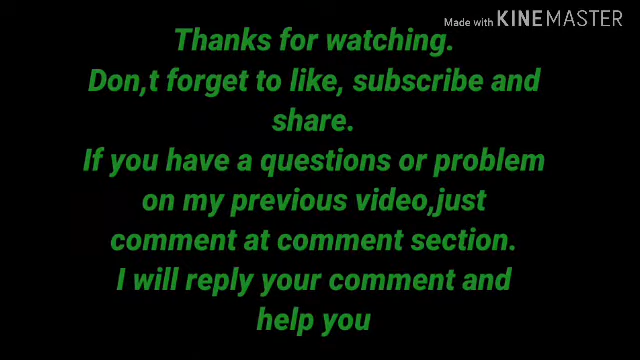 Made with KINEMASTER
Thanks for watching.
Don,t forget to like, subscribe and
share.
If you have a questions or problem
on my previous video,just
comment at comment section.
I will reply your comment and
help you